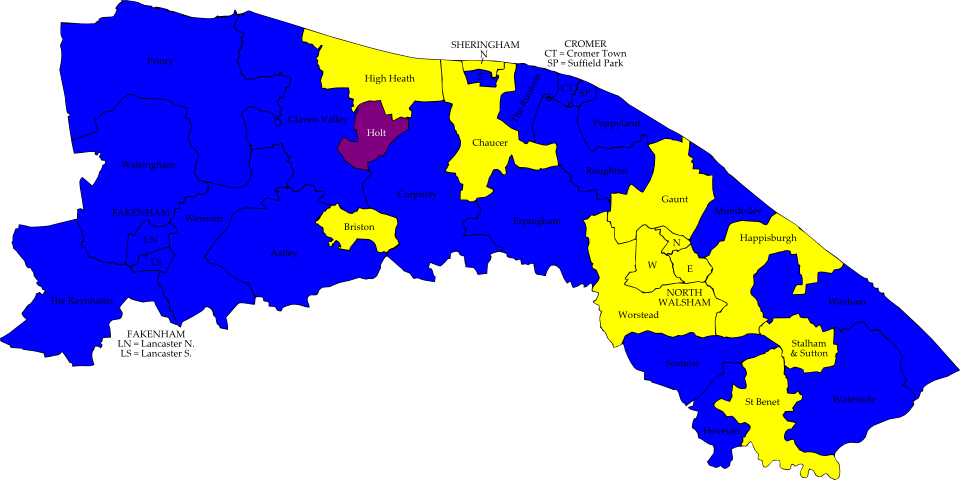 SHERINGHAM
N
CROMER
CT = Cromer Town
SP = Suffield Park
Priory
High Heath
S
The Runtons
CT
SP
Glaven Valley
Holt
Poppyland
Chaucer
Walsingham
Roughton
Corpusty
Gaunt
FAKENHAM
Wensum
Erpingham
Mundesley
Briston
LN
Astley
N
Happisburgh
LS
W
E
The Raynhams
NORTH
WALSHAM
Waxham
Worstead
FAKENHAM
LN = Lancaster N.
LS = Lancaster S.
Stalham
& Sutton
Scottow
St Benet
Waterside
Hoveton